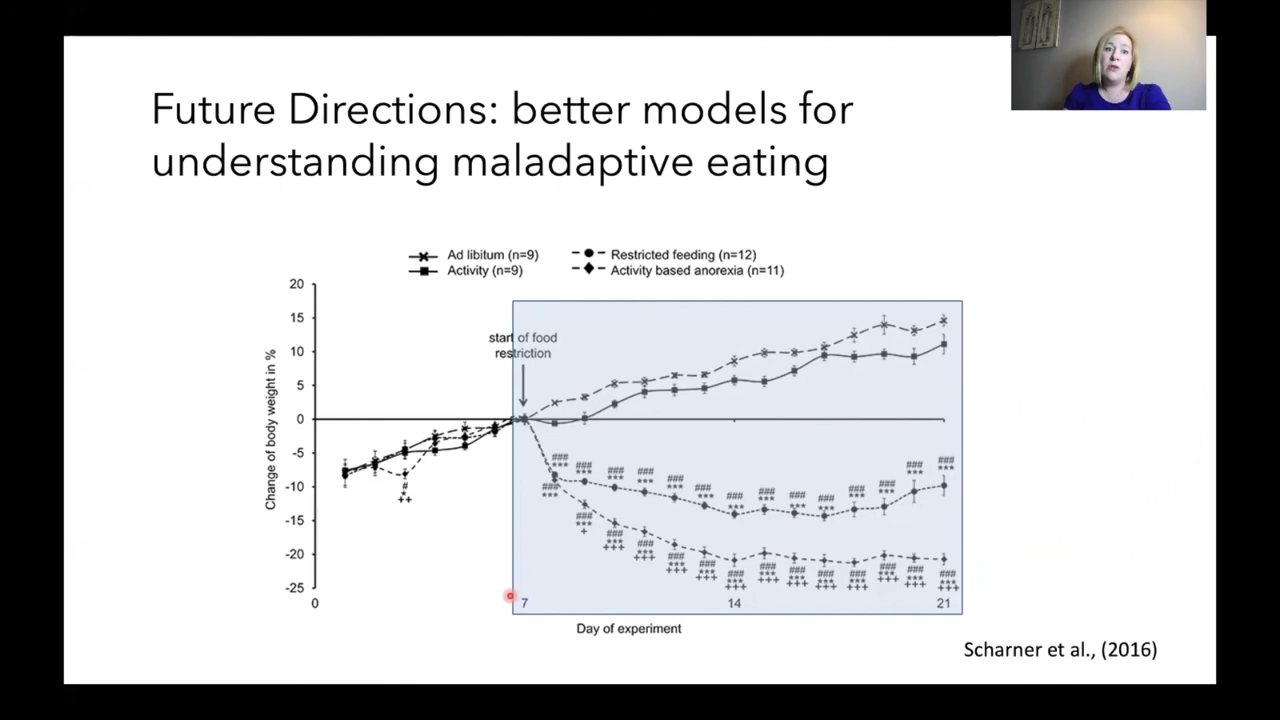 Future Directions: better models for
understanding maladaptive eating
Ad libitum (n=9)
Activity (n=9)
Restricted feeding (n=12)
Activity based anorexia (n=11)
Change of body weight in %
20
15
10
5
0
-5
-10
-15
-20
-25
start of food
restriction
0
7
14
21
Day of experiment
Scharner et al., (2016)